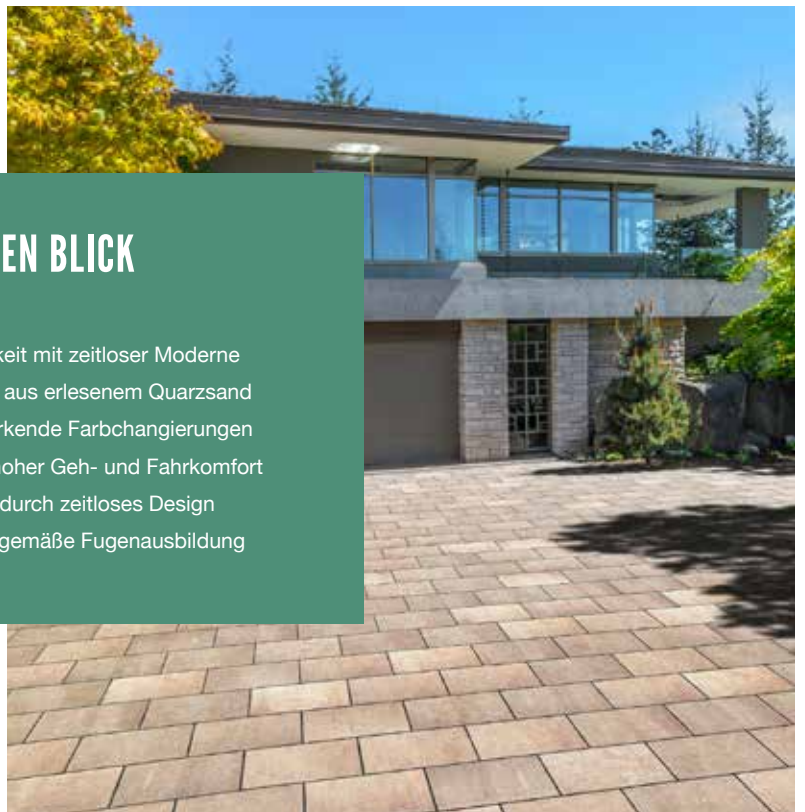 EN BLICK
keit mit zeitloser Moderne
aus erlesenem Quarzsand
rkende Farbchangierungen
hoher Geh- und Fahrkomfort
durch zeitloses Design
gemäße Fugenausbildung